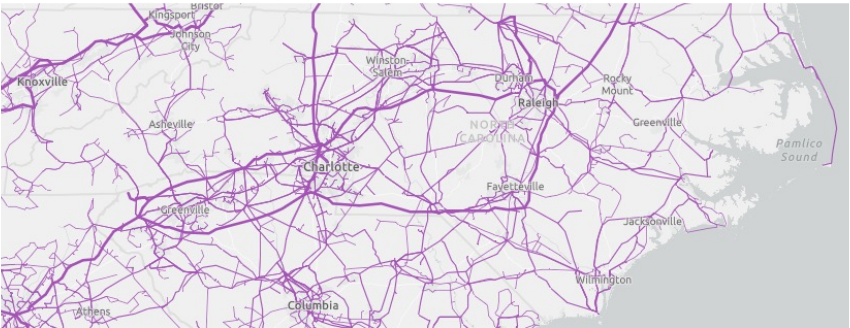 Bristol
Kingsport
Johnson
City
Knoxville
Winston-
Salem
Durham
Raleigh
Rocky
Mount
Asheville
NORTH
CAROLINA
Greenville
Pamlico
Sound
Charlotte
Fayetteville
Greenville
Jacksonville
Wilmington
Columbia
Athens